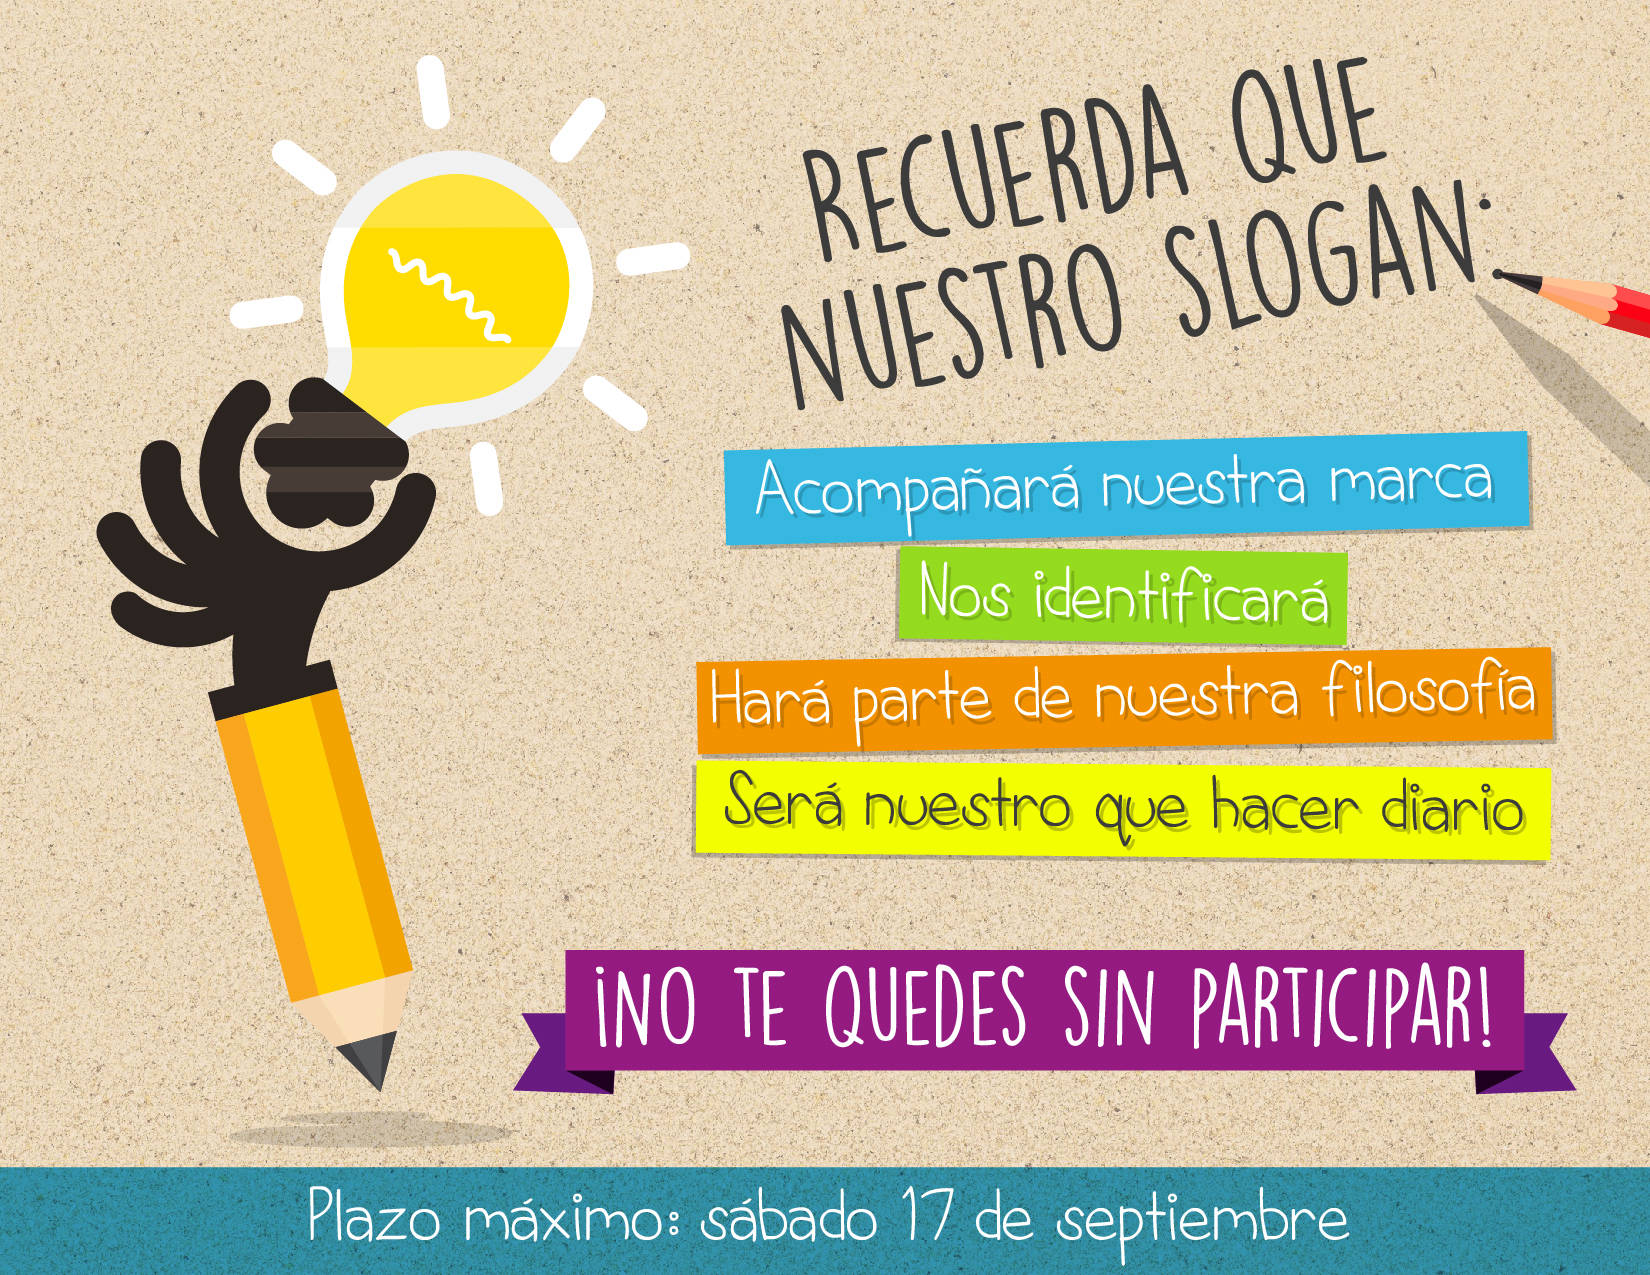 RECUERDA QUE
NUESTRO SLOGAN:
Acompañará nuestra marca
Nos identificará
Hará parte de nuestra filosofía
Será nuestro que hacer diario
¡NO TE QUEDES SIN PARTICIPAR!
Plazo máximo: sábado 17 de septiembre